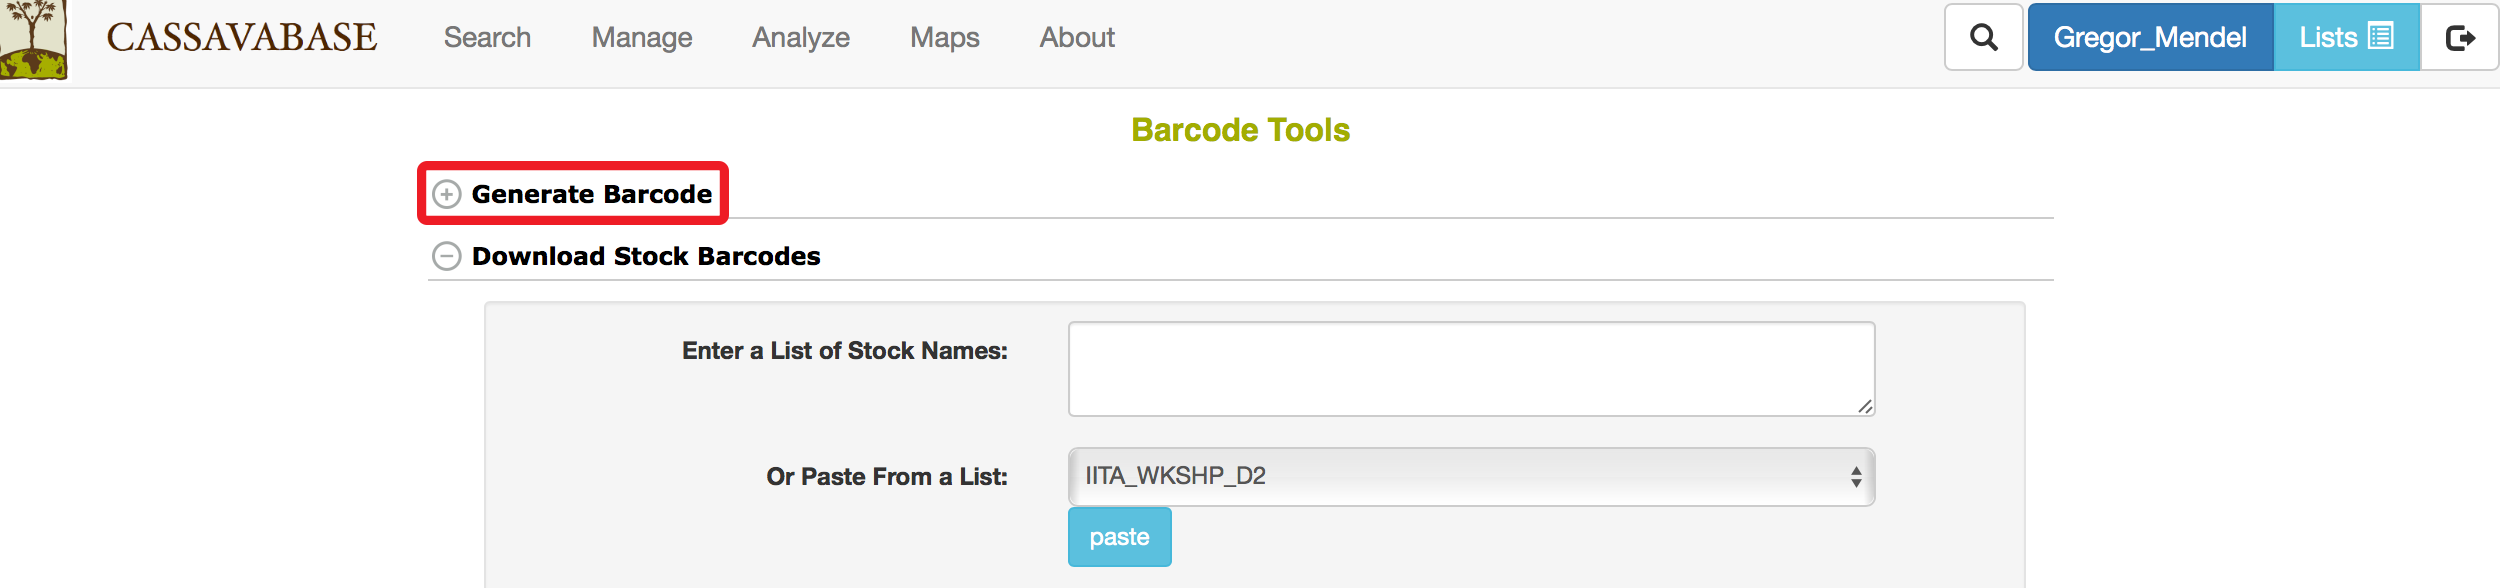 CASSAVABASE Search Manage Analyze Maps About Gregor_Mendel Lists
Barcode Tools
Generate Barcode
Download Stock Barcodes
Enter a List of Stock Names:
Or Paste From a List: IITA_WKSHP_D2
paste